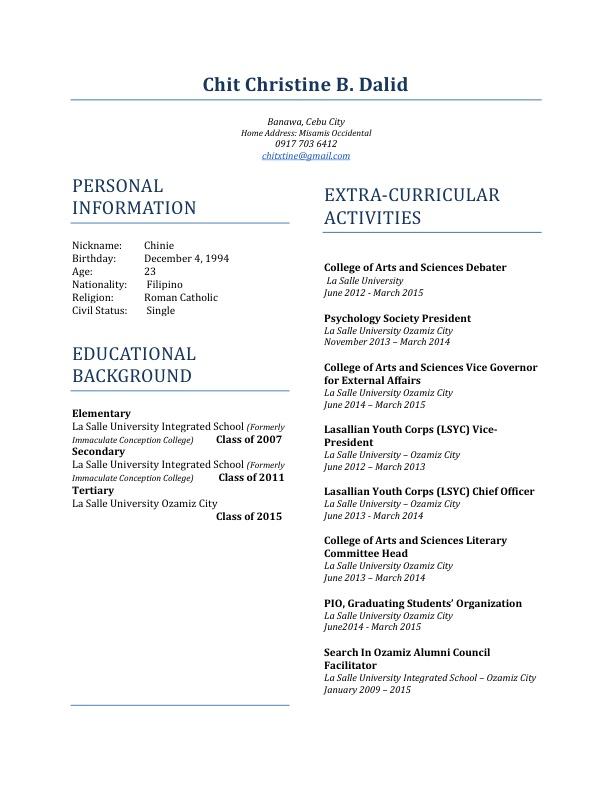 Chit Christine B. Dalid
Banawa, Cebu City
Home Address: Misamis Occidental
0917 703 6412
chitxtine@gmail.com
PERSONAL
INFORMATION
Nickname: Chinie
Birthday: December 4, 1994
Age: 23
Nationality: Filipino
Religion: Roman Catholic
Civil Status: Single
EDUCATIONAL
BACKGROUND
Elementary
La Salle University Integrated School (Formerly
Immaculate Conception College) Class of 2007
Secondary
La Salle University Integrated School (Formerly
Immaculate Conception College) Class of 2011
Tertiary
La Salle University Ozamiz City
Class of 2015
EXTRA-CURRICULAR
ACTIVITIES
College of Arts and Sciences Debater
La Salle University
June 2012 - March 2015
Psychology Society President
La Salle University Ozamiz City
November 2013 – March 2014
College of Arts and Sciences Vice Governor
for External Affairs
La Salle University Ozamiz City
June 2014 – March 2015
Lasallian Youth Corps (LSYC) Vice-
President
La Salle University – Ozamiz City
June 2012 – March 2013
Lasallian Youth Corps (LSYC) Chief Officer
La Salle University – Ozamiz City
June 2013 - March 2014
College of Arts and Sciences Literary
Committee Head
La Salle University Ozamiz City
June 2013 – March 2014
PIO, Graduating Students’ Organization
La Salle University Ozamiz City
June2014 - March 2015
Search In Ozamiz Alumni Council
Facilitator
La Salle University Integrated School – Ozamiz City
January 2009 – 2015